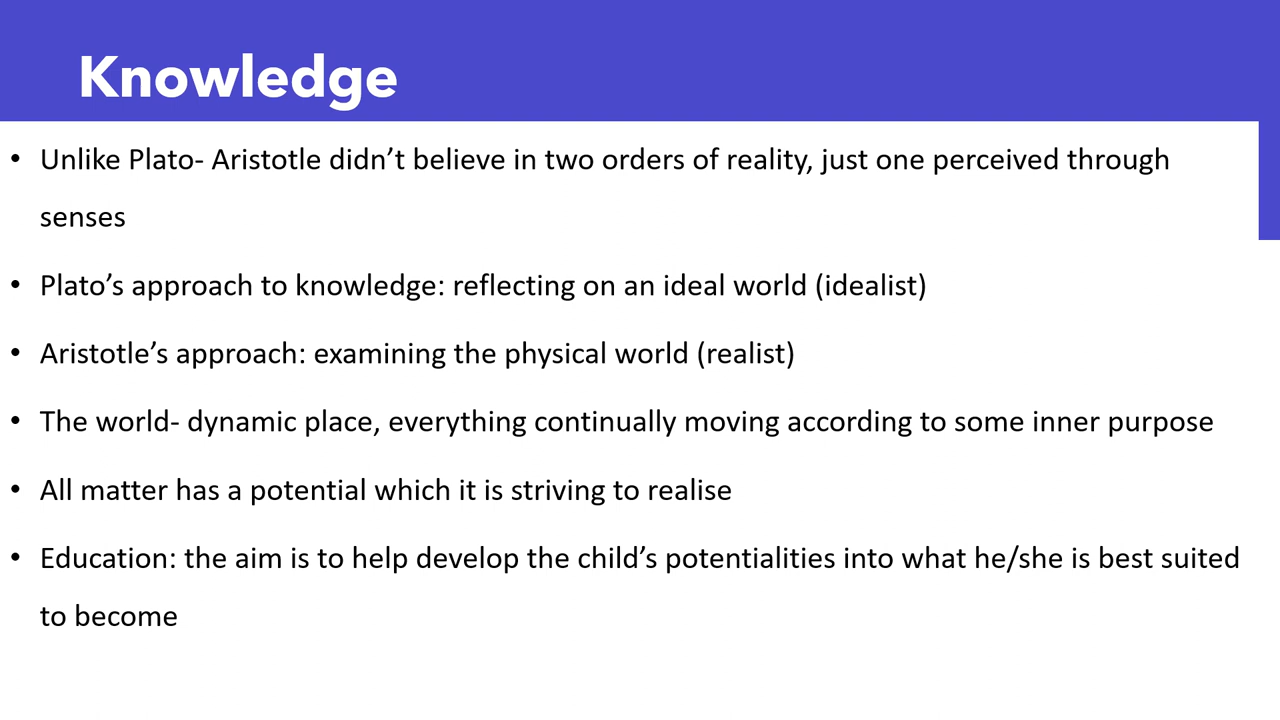 Knowledge
• Unlike Plato- Aristotle didn’t believe in two orders of reality, just one perceived through
senses
• Plato’s approach to knowledge: reflecting on an ideal world (idealist)
• Aristotle’s approach: examining the physical world (realist)
• The world- dynamic place, everything continually moving according to some inner purpose
• All matter has a potential which it is striving to realise
• Education: the aim is to help develop the child’s potentialities into what he/she is best suited
to become